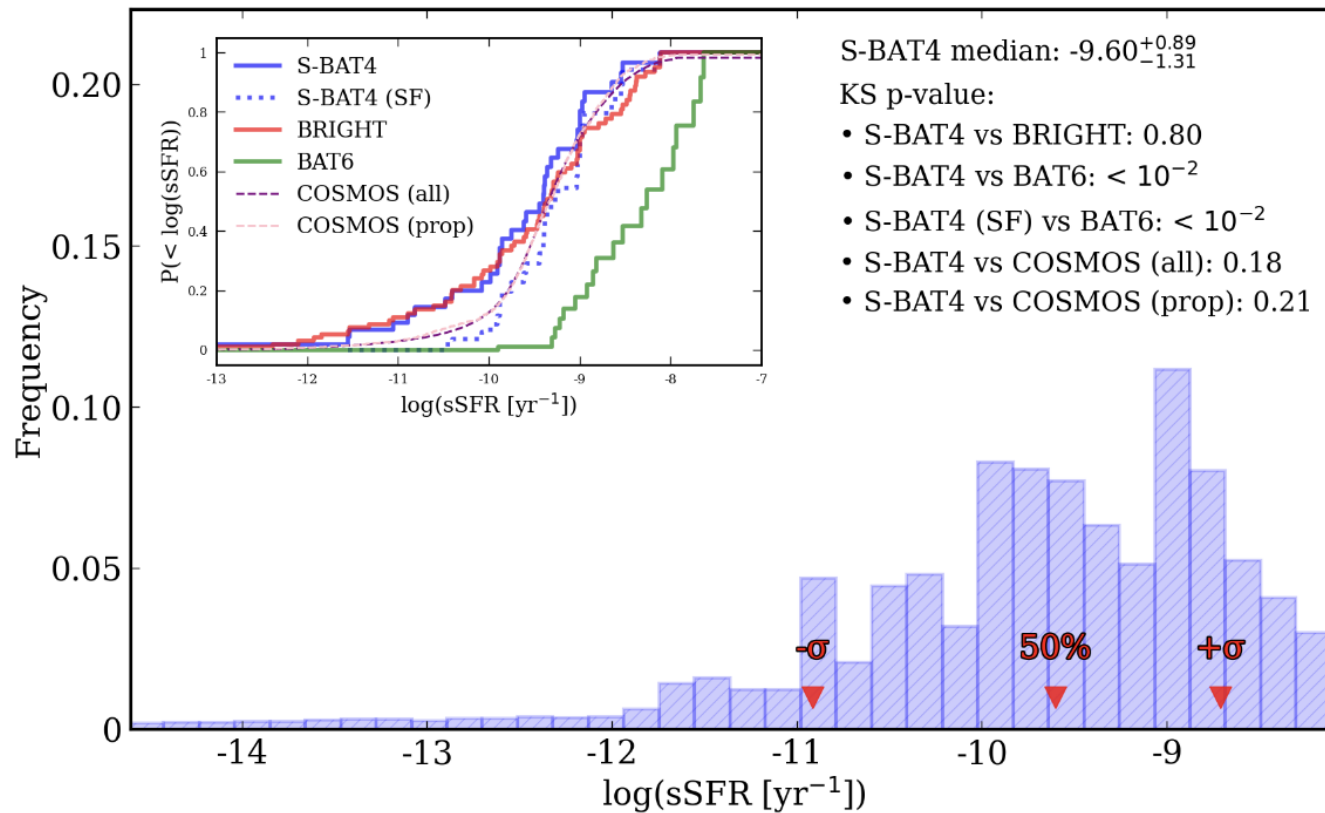 S-BAT4 median: -9.60+0.89 -1.31
KS p-value:
• S-BAT4 vs BRIGHT: 0.80
• S-BAT4 vs BAT6: < 10−2
• S-BAT4 (SF) vs BAT6: < 10−2
• S-BAT4 vs COSMOS (all): 0.18
• S-BAT4 vs COSMOS (prop): 0.21
P(< log(sSFR))
1
0.8
0.6
0.4
0.2
0
S-BAT4
S-BAT4 (SF)
BRIGHT
BAT6
COSMOS (all)
COSMOS (prop)
-13 -12 -11 -10 -9 -8 -7
log(sSFR [yr−1])
Frequency
0.20
0.15
0.10
0.05
0
-σ 50% +σ
-14 -13 -12 -11 -10 -9
log(sSFR [yr−1])